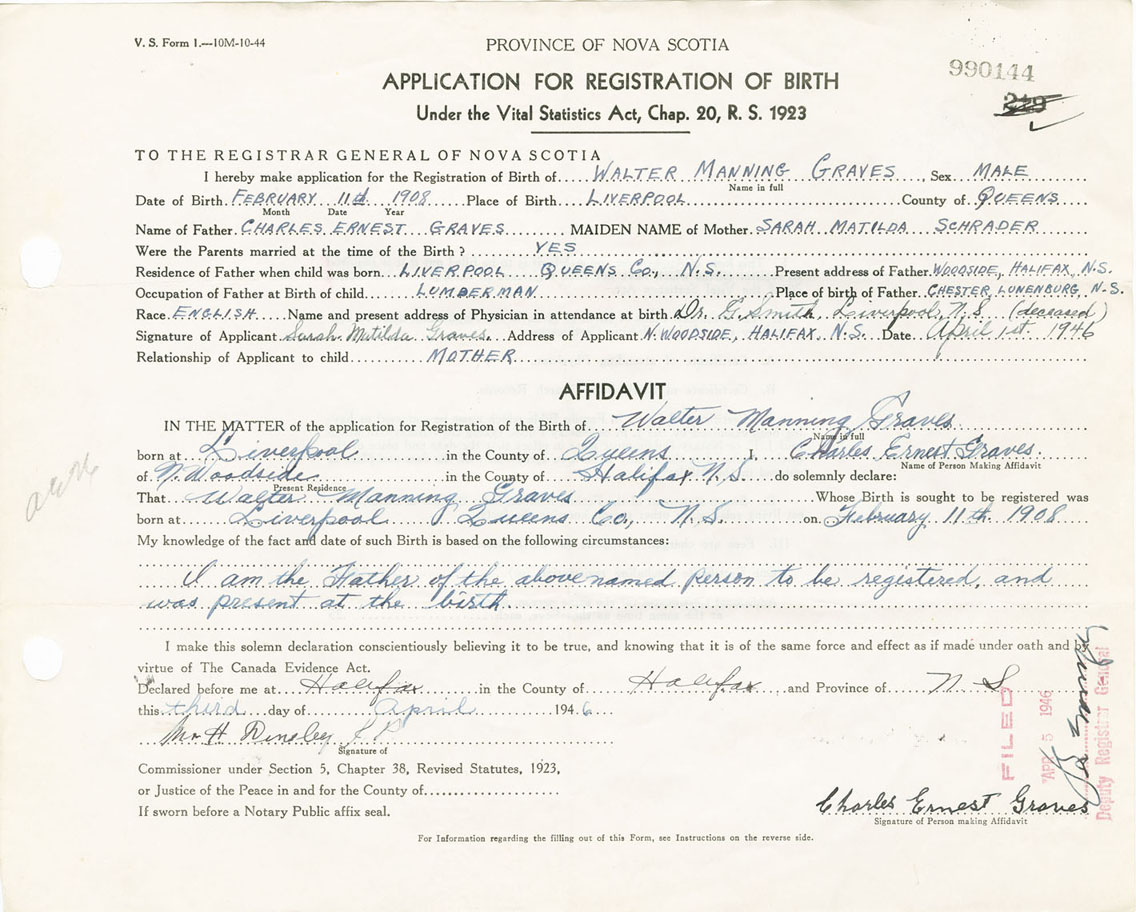 V. S. Form 1.—10M-10-44
PROVINCE OF NOVA SCOTIA
990144
APPLICATION FOR REGISTRATION OF BIRTH
Under the Vital Statistics Act, Chap. 20, R. S. 1923
TO THE REGISTRAR GENERAL OF NOVA SCOTIA
I hereby make application for the Registration of Birth of WALTER MANNING GRAVES Sex MALE
Name in full
Date of Birth FEBRUARY 11th 1908 Place of Birth LIVERPOOL County of QUEENS
Month Date Year
Name of Father CHARLES ERNEST GRAVES MAIDEN NAME of Mother SARAH MATILDA SCHRADER
Were the Parents married at the time of the Birth? YES
Residence of Father when child was born LIVERPOOL QUEENS Co., N.S. Present address of Father WOODSIDE, HALIFAX, N.S.
Occupation of Father at Birth of child LUMBERMAN Place of birth of Father CHESTER, LUNENBURG, N.S.
Race ENGLISH Name and present address of Physician in attendance at birth Dr. Smith, Liverpool, N.S. (deceased)
Signature of Applicant Sarah Matilda Graves. Address of Applicant N. WOODSIDE, HALIFAX, N.S. Date April 1st. 1946
Relationship of Applicant to child MOTHER
AFFIDAVIT
IN THE MATTER of the application for Registration of the Birth of Walter Manning Graves
Name in full
born at Liverpool in the County of Queens I, Charles Ernest Graves.
Name of Person Making Affidavit
of N. Woodside in the County of Halifax N.S. do solemnly declare:
Present Residence
That Walter Manning Graves Whose Birth is sought to be registered was
born at Liverpool Queens Co., N.S. on February 11th 1908
My knowledge of the fact and date of such Birth is based on the following circumstances:
I am the Father of the abovenamed person to be registered, and
was present at the birth.
I make this solemn declaration conscientiously believing it to be true, and knowing that it is of the same force and effect as if made under oath and by
virtue of The Canada Evidence Act.
Declared before me at Halifax in the County of Halifax and Province of N S
this third day of April 1946
Signature of
Commissioner under Section 5, Chapter 38, Revised Statutes, 1923,
or Justice of the Peace in and for the County of
If sworn before a Notary Public affix seal.
Charles Ernest Graves
Signature of Person making Affidavit
FILED
APR 5 1946
Deputy Registrar General
For Information regarding the filling out of this Form, see Instructions on the reverse side.